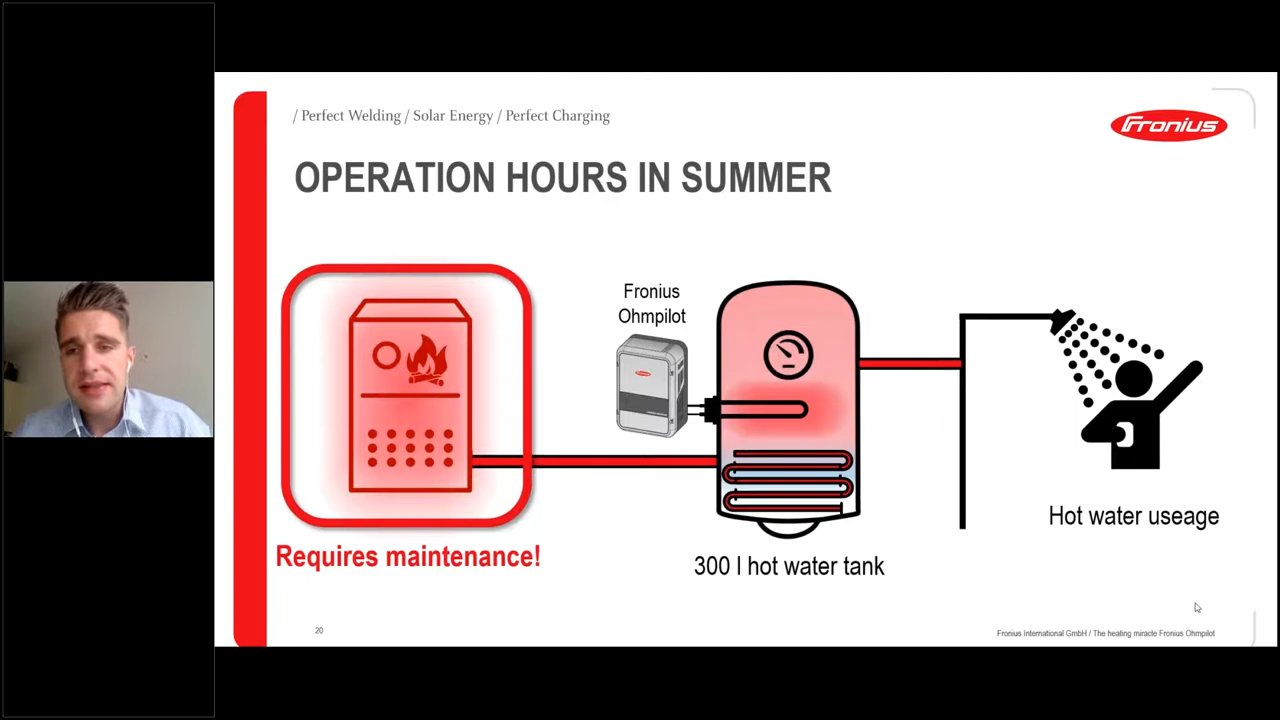 / Perfect Welding / Solar Energy / Perfect Charging
Fronius
OPERATION HOURS IN SUMMER
Fronius
Ohmpilot
Requires maintenance!
300 l hot water tank
Hot water useage
20
Fronius International GmbH / The heating miracle Fronius Ohmpilot